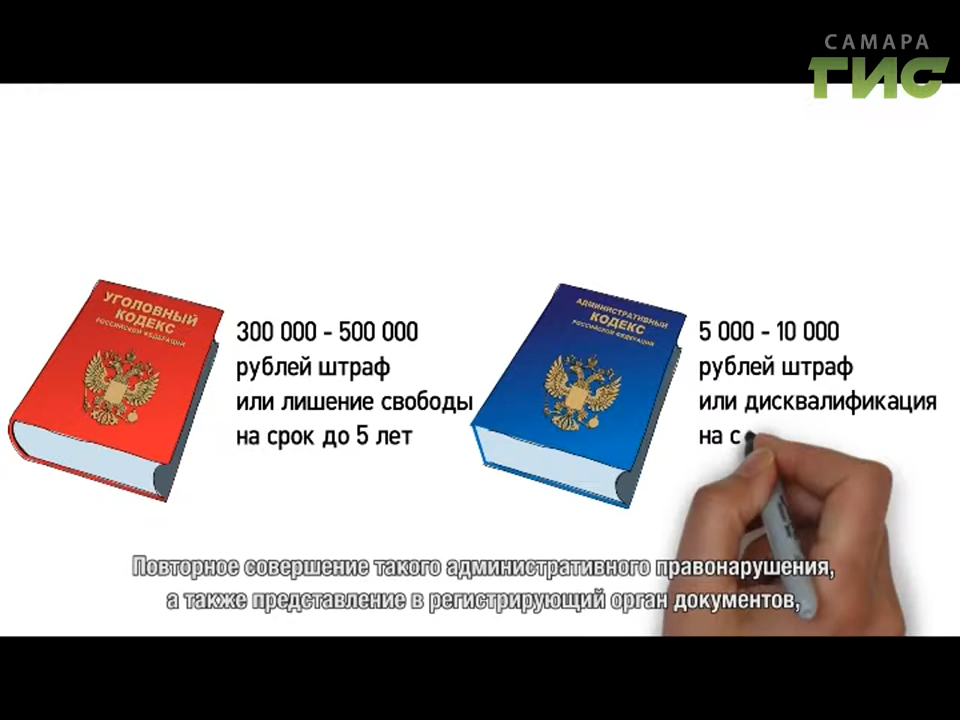 САМАРА
ГИС
УГОЛОВНЫЙ
КОДЕКС
РОССИЙСКОЙ ФЕДЕРАЦИИ
300 000 - 500 000
рублей штраф
или лишение свободы
на срок до 5 лет
АДМИНИСТРАТИВНЫЙ
КОДЕКС
РОССИЙСКОЙ ФЕДЕРАЦИИ
5 000 - 10 000
рублей штраф
или дисквалификация
на с
Повторное совершение такого административного правонарушения,
а также представление в регистрирующий орган документов,